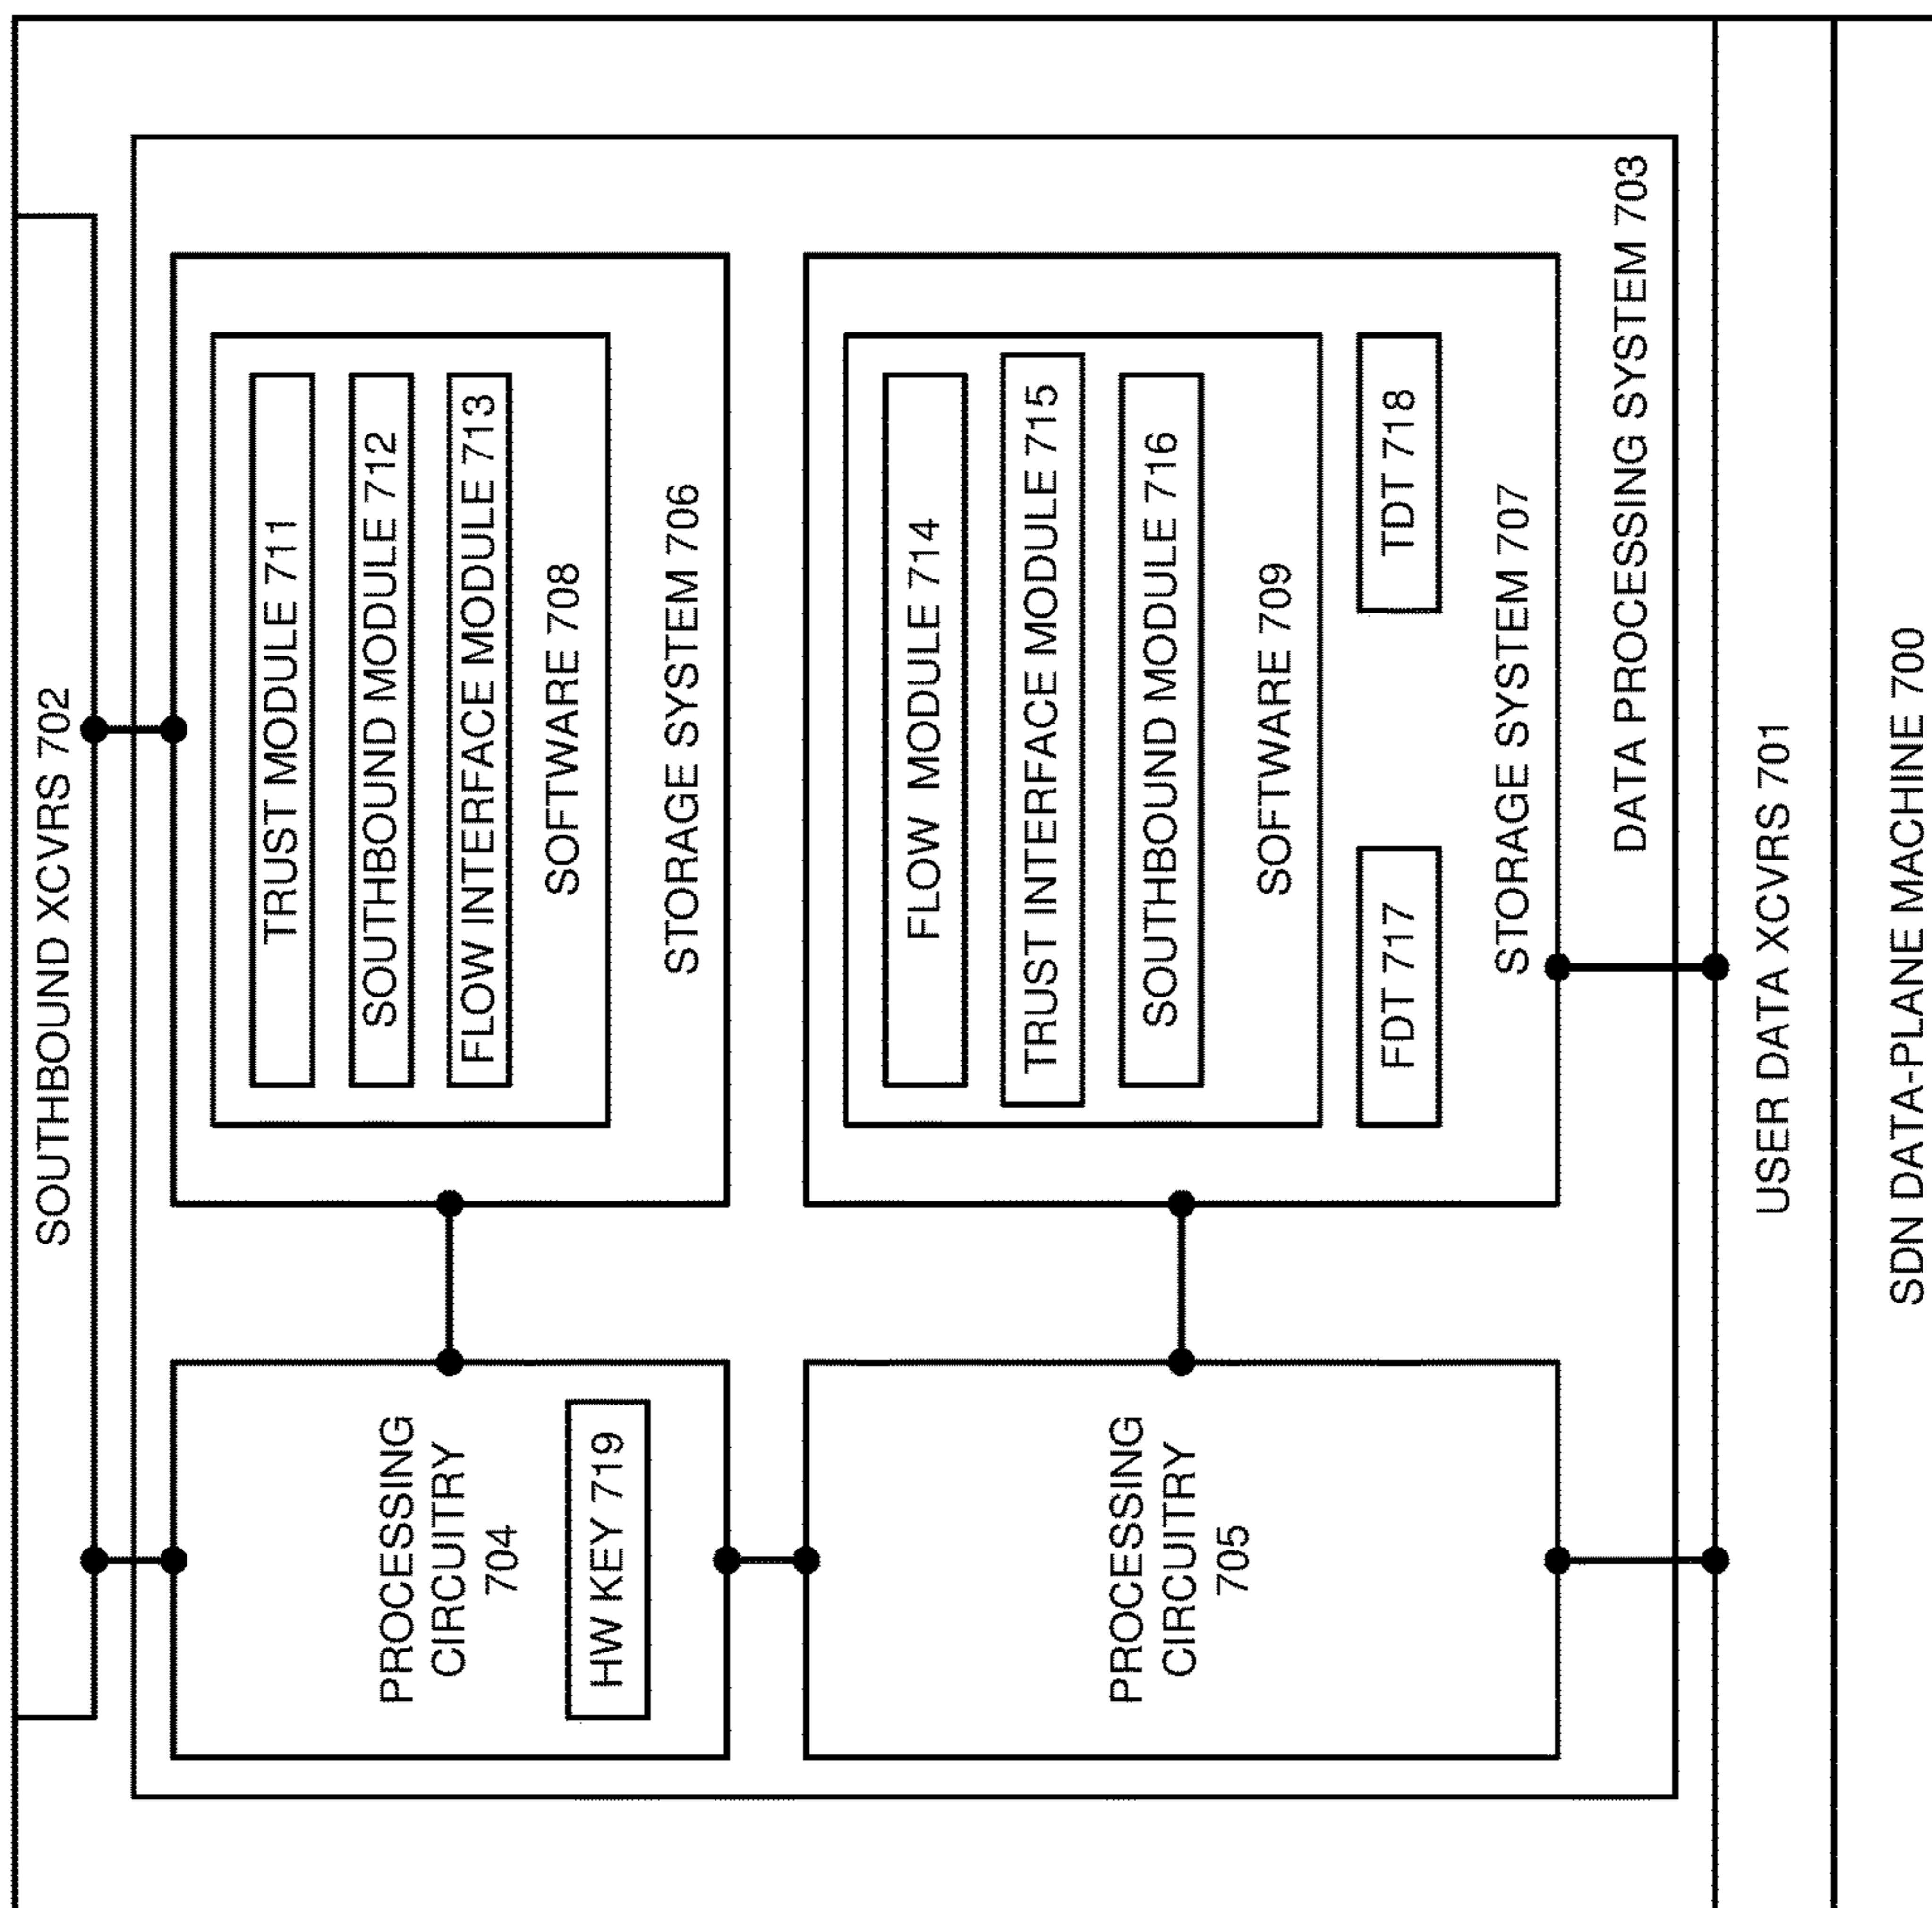 SOUTHBOUND XCVRS 702
PROCESSING
CIRCUITRY
704
HW KEY 719
TRUST MODULE 711
SOUTHBOUND MODULE 712
FLOW INTERFACE MODULE 713
SOFTWARE 708
STORAGE SYSTEM 706
PROCESSING
CIRCUITRY
705
FLOW MODULE 714
TRUST INTERFACE MODULE 715
SOUTHBOUND MODULE 716
SOFTWARE 709
FDT 717
TDT 718
STORAGE SYSTEM 707
DATA PROCESSING SYSTEM 703
USER DATA XCVRS 701
SDN DATA-PLANE MACHINE 700